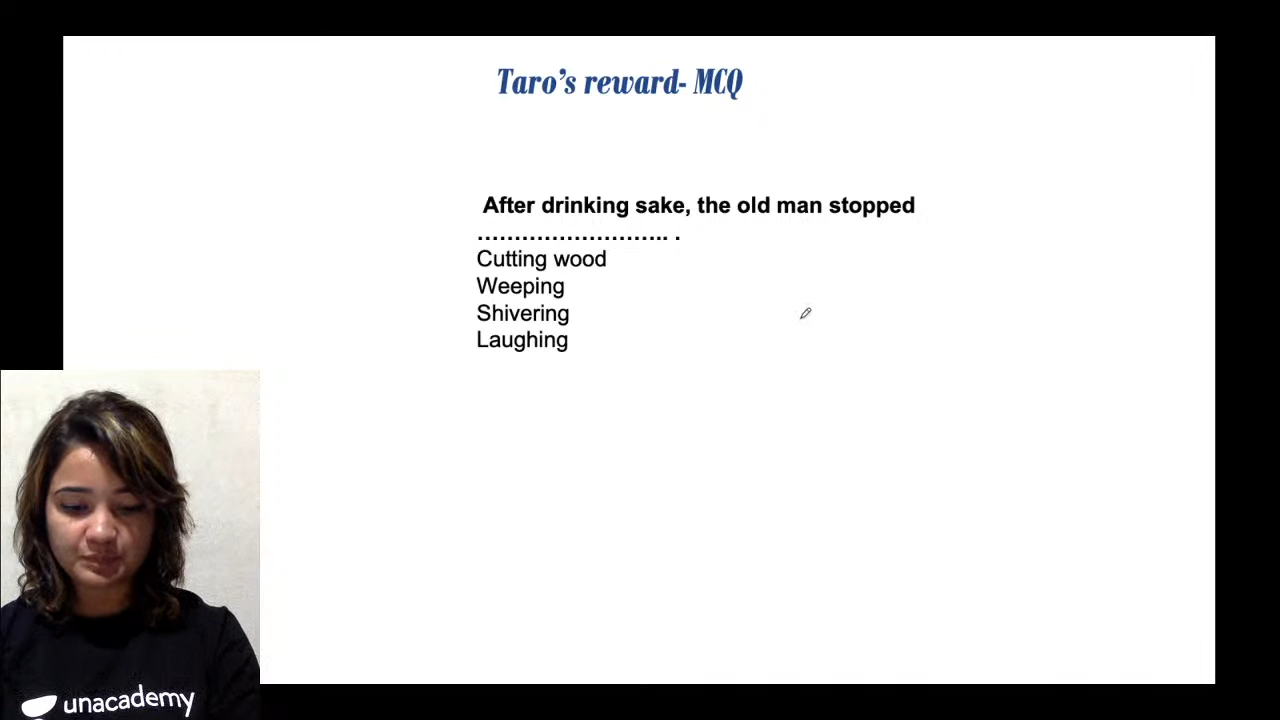 Taro's reward- MCQ
After drinking sake, the old man stopped
……………………..  .
Cutting wood
Weeping
Shivering
Laughing
unacademy